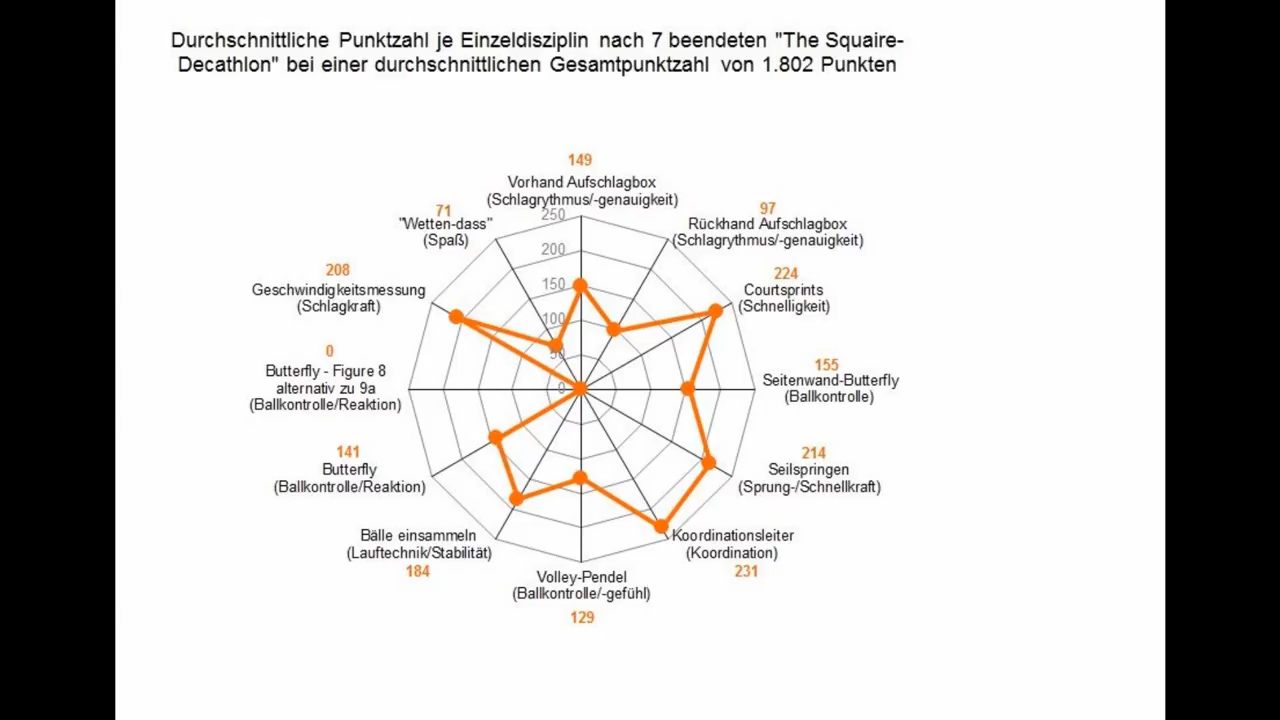 Durchschnittliche Punktzahl je Einzeldisziplin nach 7 beendeten "The Squaire-
Decathlon" bei einer durchschnittlichen Gesamtpunktzahl von 1.802 Punkten
149
Vorhand Aufschlagbox
(Schlagrythmus/-genauigkeit)
97
Rückhand Aufschlagbox
(Schlagrythmus/-genauigkeit)
224
Courtsprints
(Schnelligkeit)
155
Seitenwand-Butterfly
(Ballkontrolle)
214
Seilspringen
(Sprung-/Schnellkraft)
Koordinationsleiter
(Koordination)
231
Volley-Pendel
(Ballkontrolle/-gefühl)
129
Bälle einsammeln
(Lauftechnik/Stabilität)
184
141
Butterfly
(Ballkontrolle/Reaktion)
0
Butterfly - Figure 8
alternativ zu 9a
(Ballkontrolle/Reaktion)
208
Geschwindigkeitsmessung
(Schlagkraft)
71
"Wetten-dass"
(Spaß)
250
200
150
100
50
0